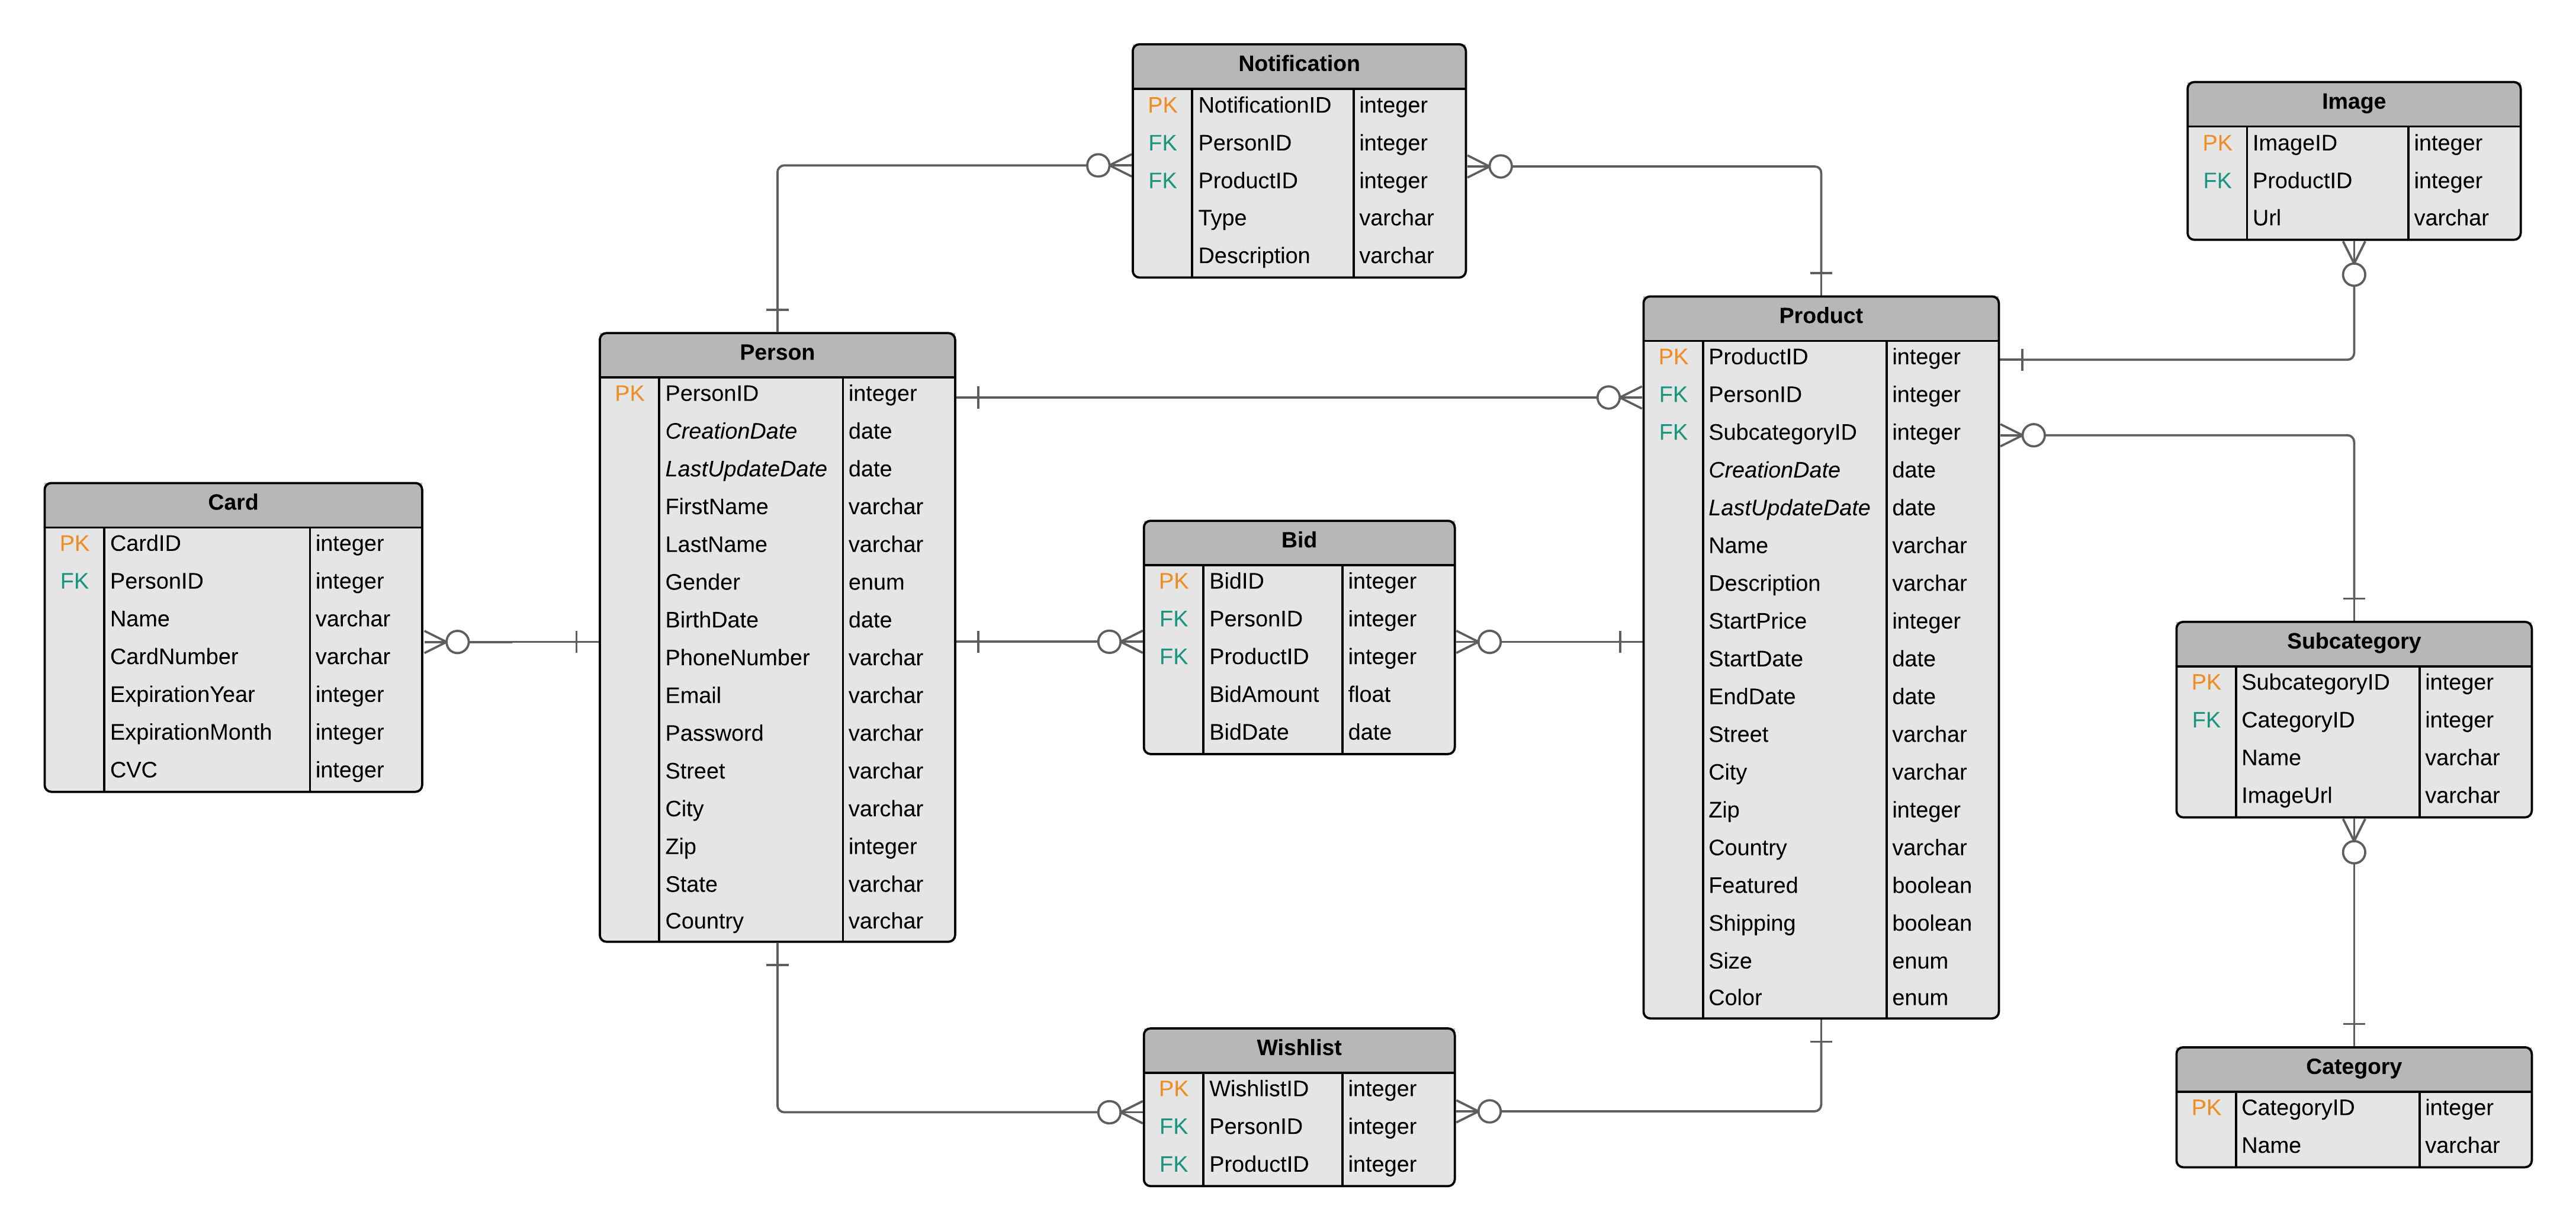 Notification
PK NotificationID integer
FK PersonID integer
FK ProductID integer
Type varchar
Description varchar
Image
PK ImageID integer
FK ProductID integer
Url varchar
Person
PK PersonID integer
CreationDate date
LastUpdateDate date
FirstName varchar
LastName varchar
Gender enum
BirthDate date
PhoneNumber varchar
Email varchar
Password varchar
Street varchar
City varchar
Zip integer
State varchar
Country varchar
Product
PK ProductID integer
FK PersonID integer
FK SubcategoryID integer
CreationDate date
LastUpdateDate date
Name varchar
Description varchar
StartPrice integer
StartDate date
EndDate date
Street varchar
City varchar
Zip integer
Country varchar
Featured boolean
Shipping boolean
Size enum
Color enum
Card
PK CardID integer
FK PersonID integer
Name varchar
CardNumber varchar
ExpirationYear integer
ExpirationMonth integer
CVC integer
Bid
PK BidID integer
FK PersonID integer
FK ProductID integer
BidAmount float
BidDate date
Subcategory
PK SubcategoryID integer
FK CategoryID integer
Name varchar
ImageUrl varchar
Wishlist
PK WishlistID integer
FK PersonID integer
FK ProductID integer
Category
PK CategoryID integer
Name varchar